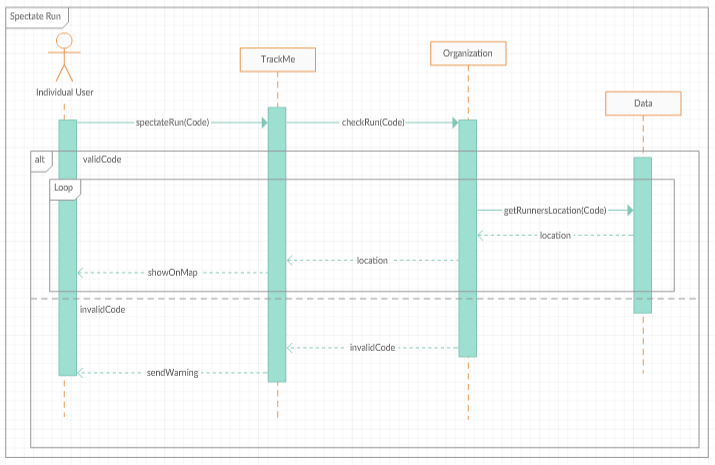 Spectate Run
Individual User
TrackMe
Organization
Data
spectateRun(Code)
checkRun(Code)
alt
validCode
Loop
getRunnersLocation(Code)
location
location
showOnMap
invalidCode
invalidCode
sendWarning